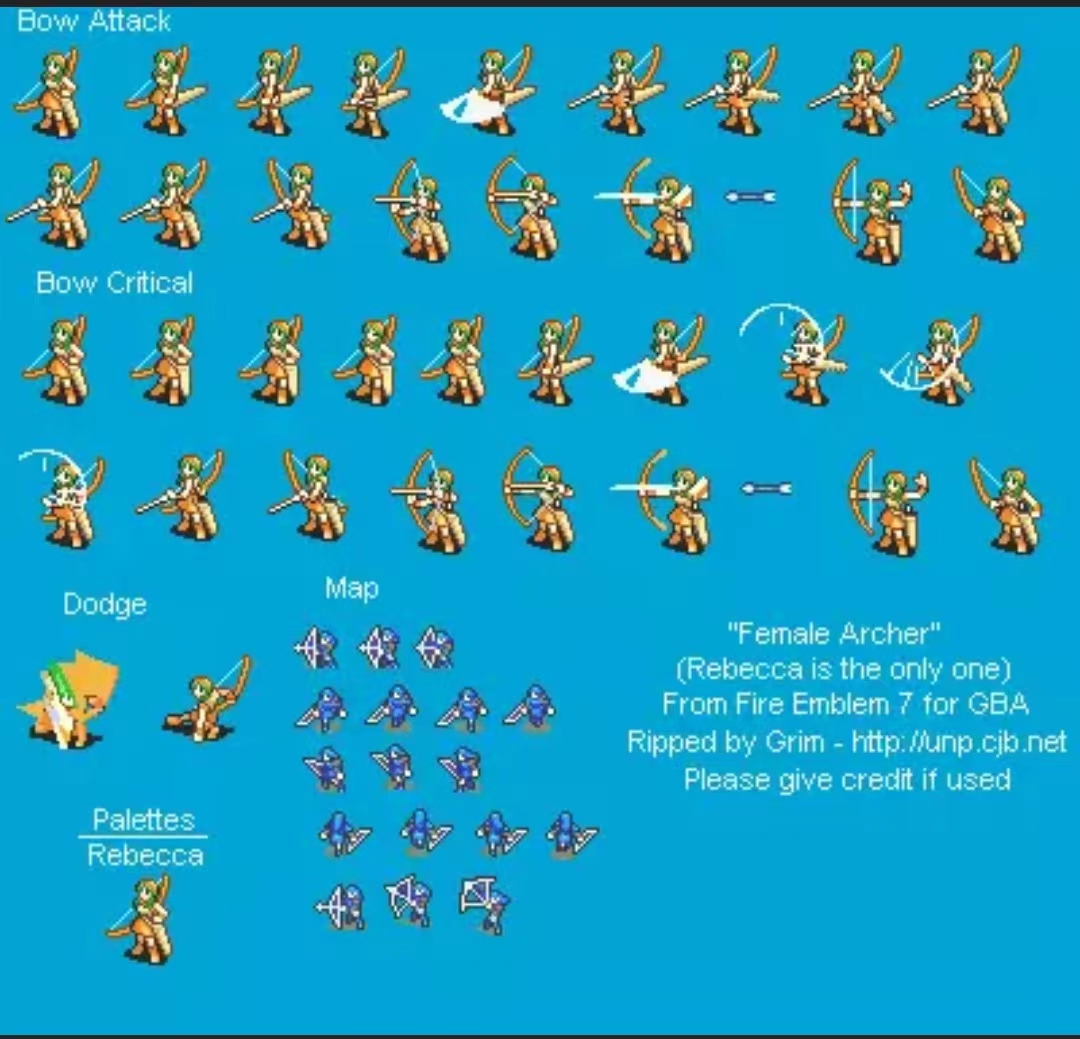 Bow Attack
Bow Critical
Dodge
Map
"Female Archer"
(Rebecca is the only one)
From Fire Emblem 7 for GBA
Ripped by Grim - http://unp.cjb.net
Please give credit if used
Palettes
Rebecca